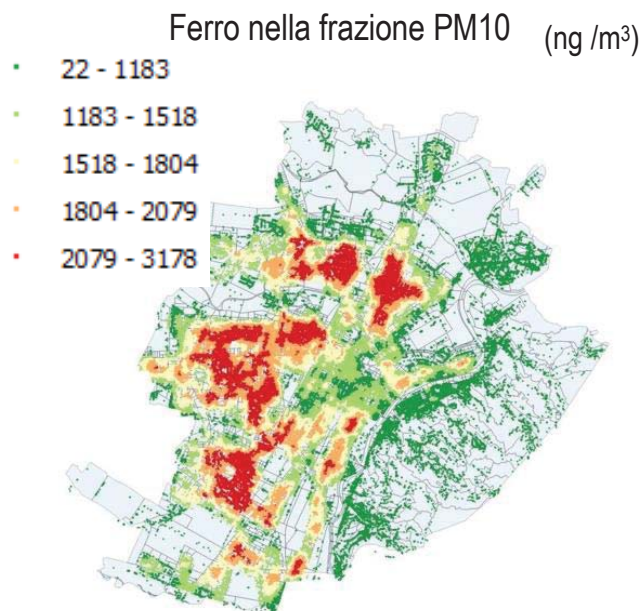 Ferro nella frazione PM10 (ng /m³)
22 - 1183
1183 - 1518
1518 - 1804
1804 - 2079
2079 - 3178